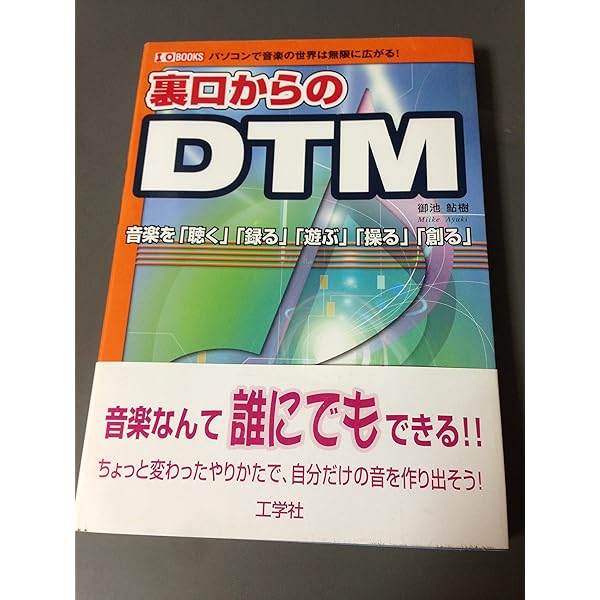 I O BOOKS パソコンで音楽の世界は無限に広がる!
裏口からの
DTM
御池 鮎樹
Miike Ayuki
音楽を「聴く」「録る」「遊ぶ」「操る」「創る」
音楽なんて誰にでもできる!!
ちょっと変わったやりかたで、自分だけの音を作り出そう!
工学社